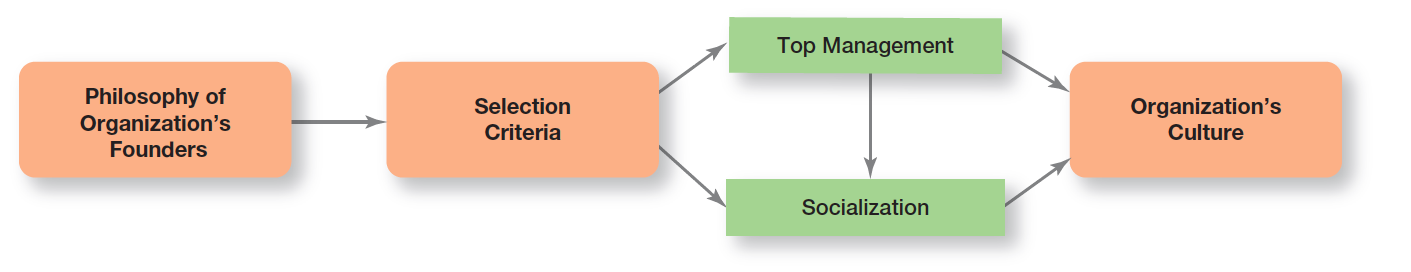 Philosophy of
Organization’s
Founders
Selection
Criteria
Top Management
Socialization
Organization’s
Culture